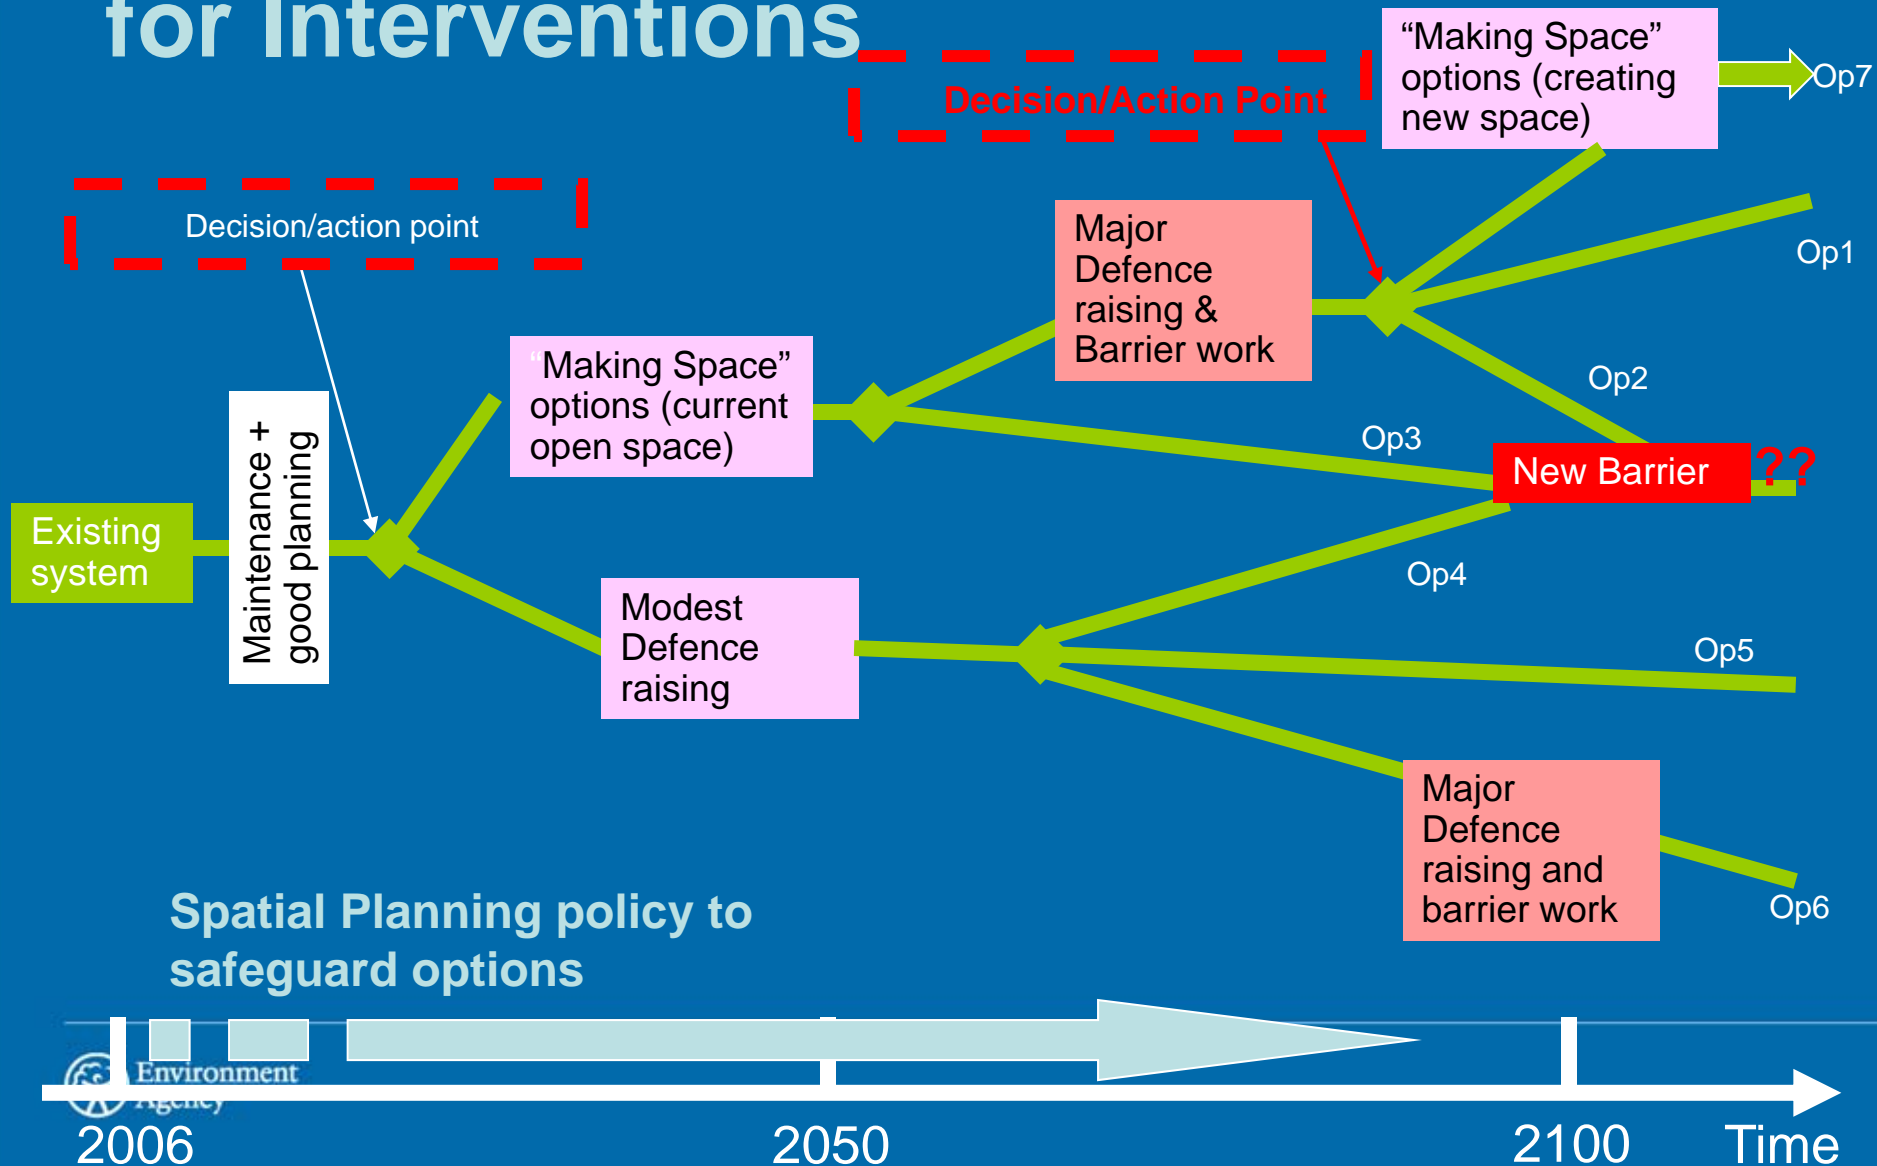 for Interventions
“Making Space”
options (creating
new space)
Op7
Decision/Action Point
Decision/action point
Op1
Major
Defence
raising &
Barrier work
“Making Space”
options (current
open space)
Op2
Op3
New Barrier
??
Maintenance +
good planning
Existing
system
Op4
Modest
Defence
raising
Op5
Major
Defence
raising and
barrier work
Op6
Spatial Planning policy to
safeguard options
Environment
Agency
2006
2050
2100
Time